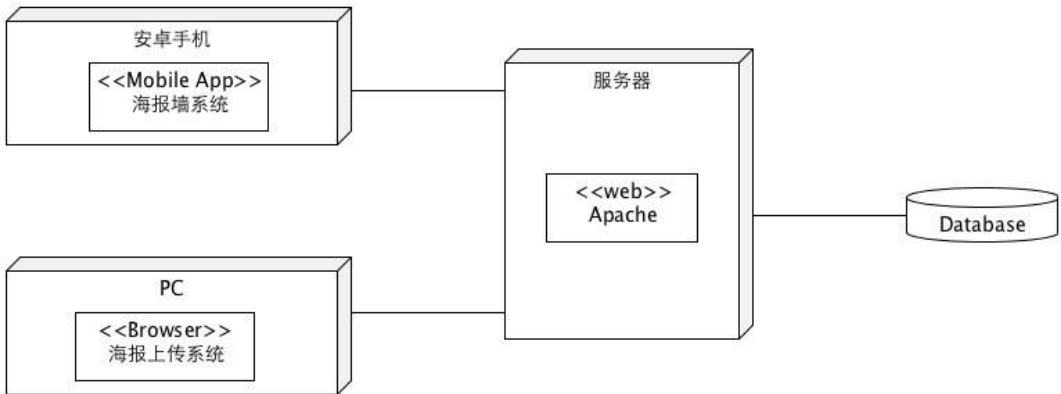 安卓手机
<<Mobile App>>
海报墙系统
服务器
<<web>>
Apache
Database
PC
<<Browser>>
海报上传系统